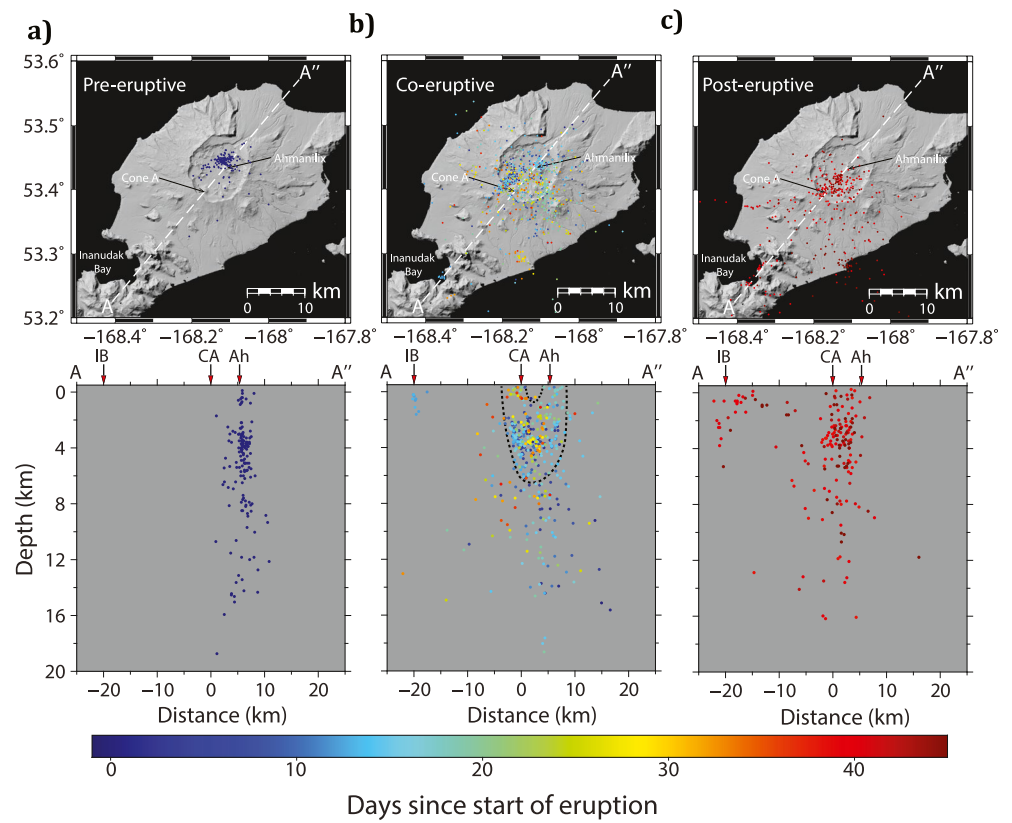 a)
b)
c)
53.6°
53.5°
53.4°
53.3°
53.2°
Pre-eruptive
A''
Ahmanilix
Cone A
Inanudak
Bay
A
km
0 10
−168.4° −168.2° −168° −167.8°
Co-eruptive
A''
Ahmanilix
Cone A
Inanudak
Bay
A
km
0 10
−168.4° −168.2° −168° −167.8°
Post-eruptive
A''
Ahmanilix
Cone A
Inanudak
Bay
A
km
0 10
−168.4° −168.2° −168° −167.8°
A IB CA Ah A''
A IB CA Ah A''
A IB CA Ah A''
0
4
8
12
16
20
Depth (km)
−20 −10 0 10 20
Distance (km)
−20 −10 0 10 20
Distance (km)
−20 −10 0 10 20
Distance (km)
0 10 20 30 40
Days since start of eruption